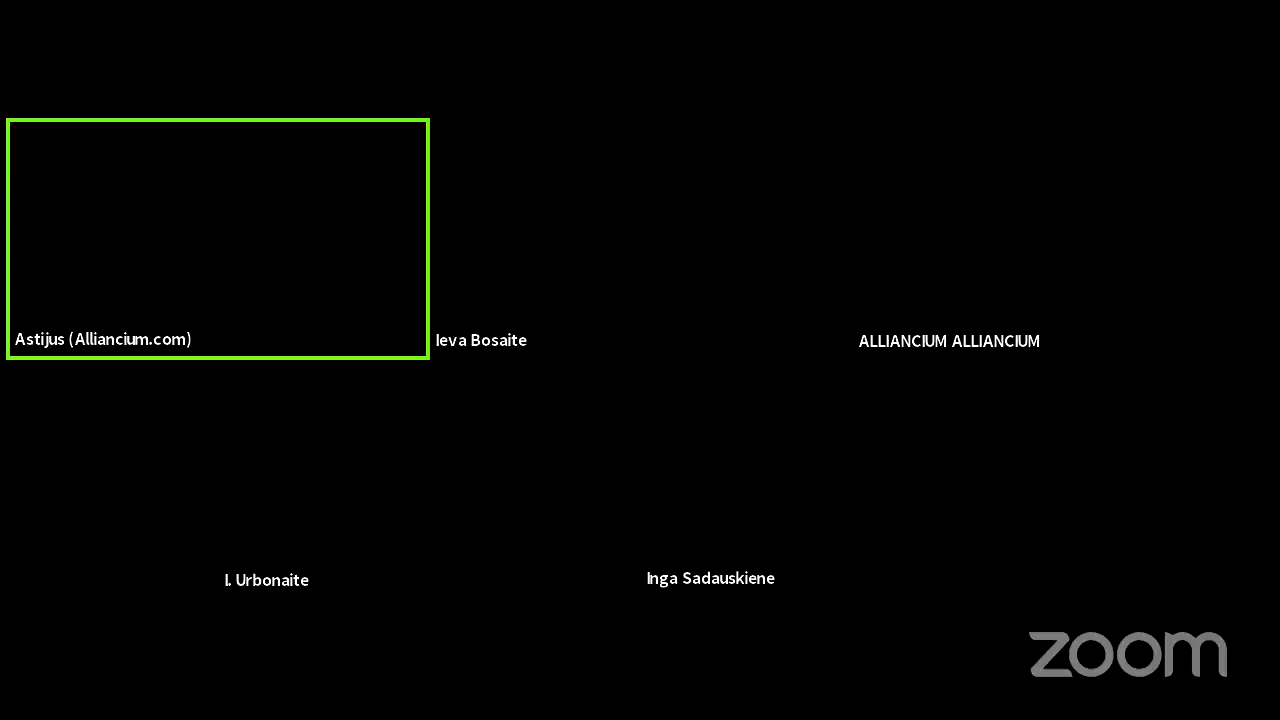 Astijus (Alliancium.com)
Ieva Bosaite
ALLIANCIUM ALLIANCIUM
I. Urbonaite
Inga Sadauskiene
zoom